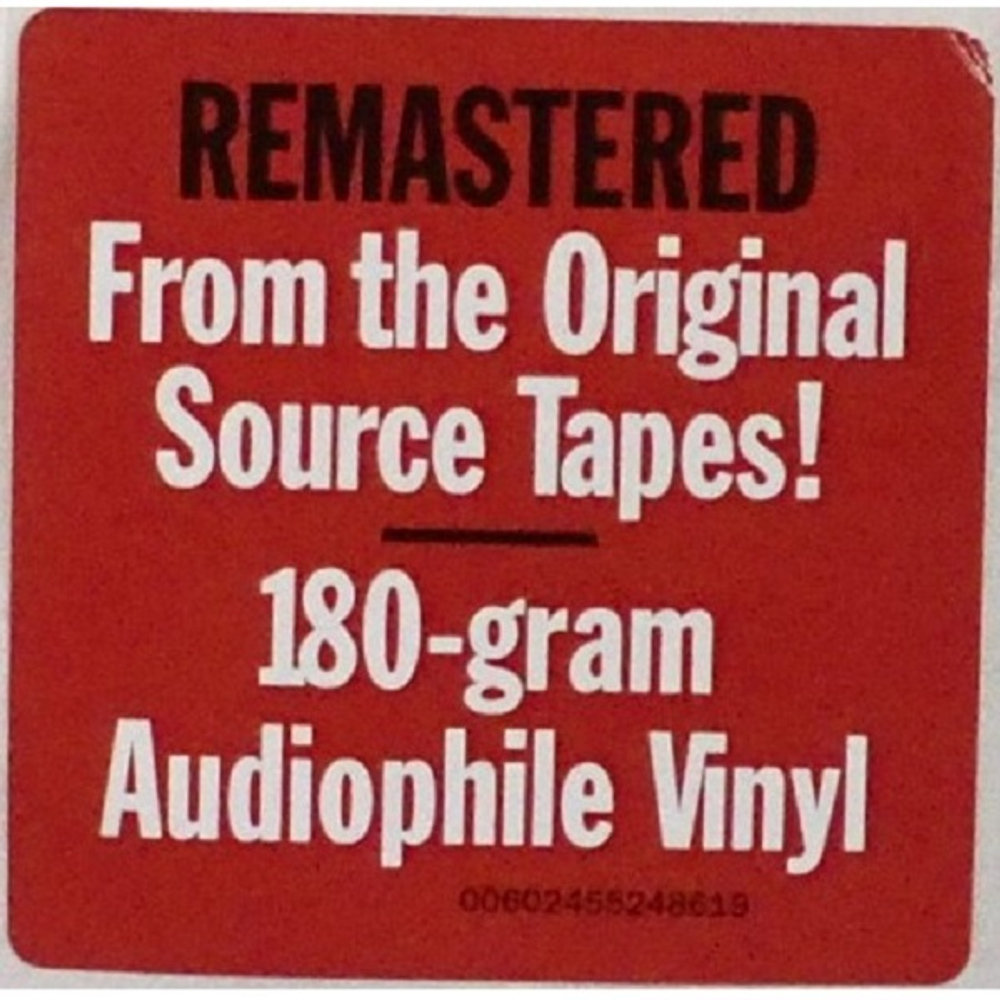 REMASTERED
From the Original
Source Tapes!
180-gram
Audiophile Vinyl
00602455248619